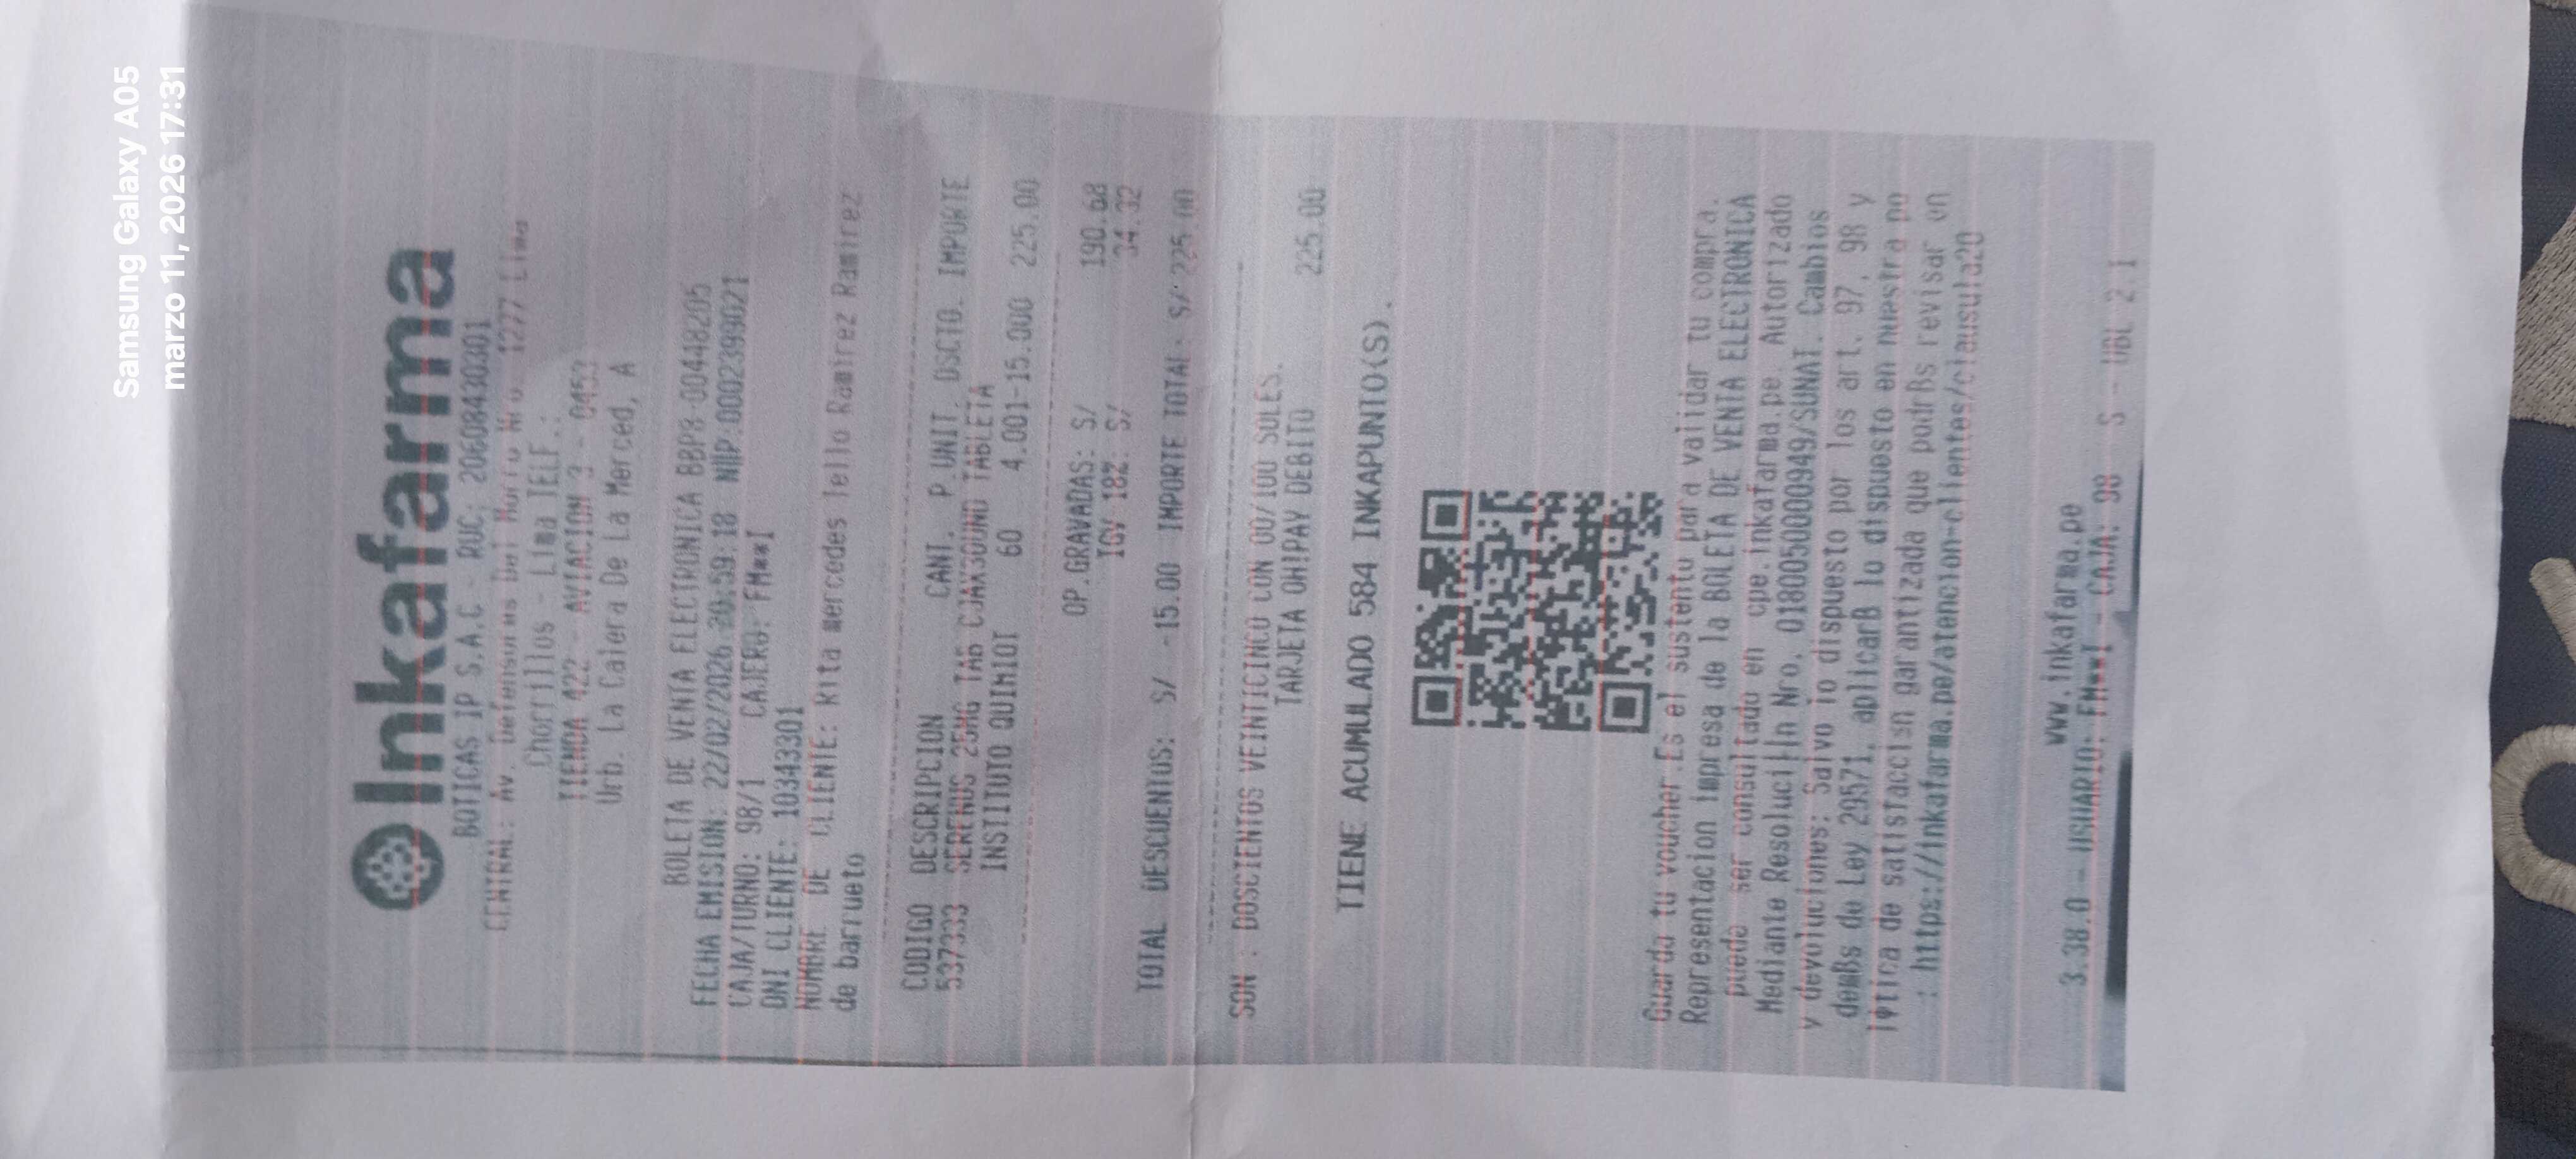 Samsung Galaxy A05
marzo 11, 2026 17:31
Inkafarma
BOTICAS IP S.A.C - RUC: 20608430301
CENTRAL: Av. Defensores Del Morro Nro. 1277 Lima
Chorrillos - Lima TELF.:
TIENDA 422 - AVIACION 3 - 0453
Urb. La Calera De La Merced, A
BOLETA DE VENTA ELECTRONICA BBP8-00448205
FECHA EMISION: 22/02/2026 20:59:18 NIIP:0002399021
CAJA/TURNO: 98/1 CAJERO: FM**I
DNI CLIENTE: 10343301
NOMBRE DE CLIENTE: Rita mercedes Tello Ramirez Ramirez
de barrueto
CODIGO DESCRIPCION CANT. P.UNIT. DSCTO. IMPORTE
537333 SERENUS 25MG TAB CJAX30UND TABLETA
INSTITUTO QUIMIOT 60 4.001-15.000 225.00
OP.GRAVADAS: S/ 190.68
IGV 18%: S/ 34.32
TOTAL DESCUENTOS: S/ -15.00 IMPORTE TOTAL: S/ 225.00
SON : DOSCIENTOS VEINTICINCO CON 00/100 SOLES.
TARJETA OH!PAY DEBITO 225.00
TIENE ACUMULADO 584 INKAPUNTO(S).
Guarda tu voucher.Es el sustento para validar tu compra.
Representacion impresa de la BOLETA DE VENTA ELECTRONICA
puede ser consultado en cpe.inkafarma.pe. Autorizado
Mediante Resoluci||n Nro. 0180050000949/SUNAT. Cambios
y devoluciones: Salvo lo dispuesto por los art. 97, 98 y
demßs de Ley 29571, aplicarß lo dispuesto en nuestra po
lφtica de satisfacción garantizada que podrßs revisar en
: https://inkafarma.pe/atencion-clientes/clausula20
www.inkafarma.pe
3.38.0 - USUARIO: FM**I - CAJA: 98 S - UBL 2.1